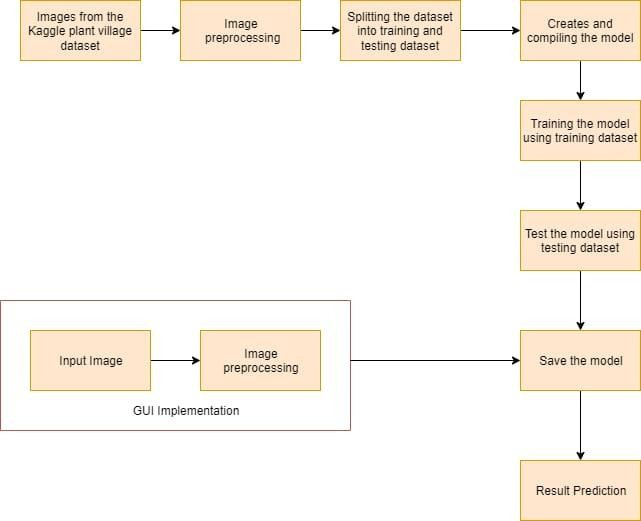 Images from the
Kaggle plant village
dataset
Image
preprocessing
Splitting the dataset
into training and
testing dataset
Creates and
compiling the model
Training the model
using training dataset
Test the model using
testing dataset
Input Image
Image
preprocessing
GUI Implementation
Save the model
Result Prediction